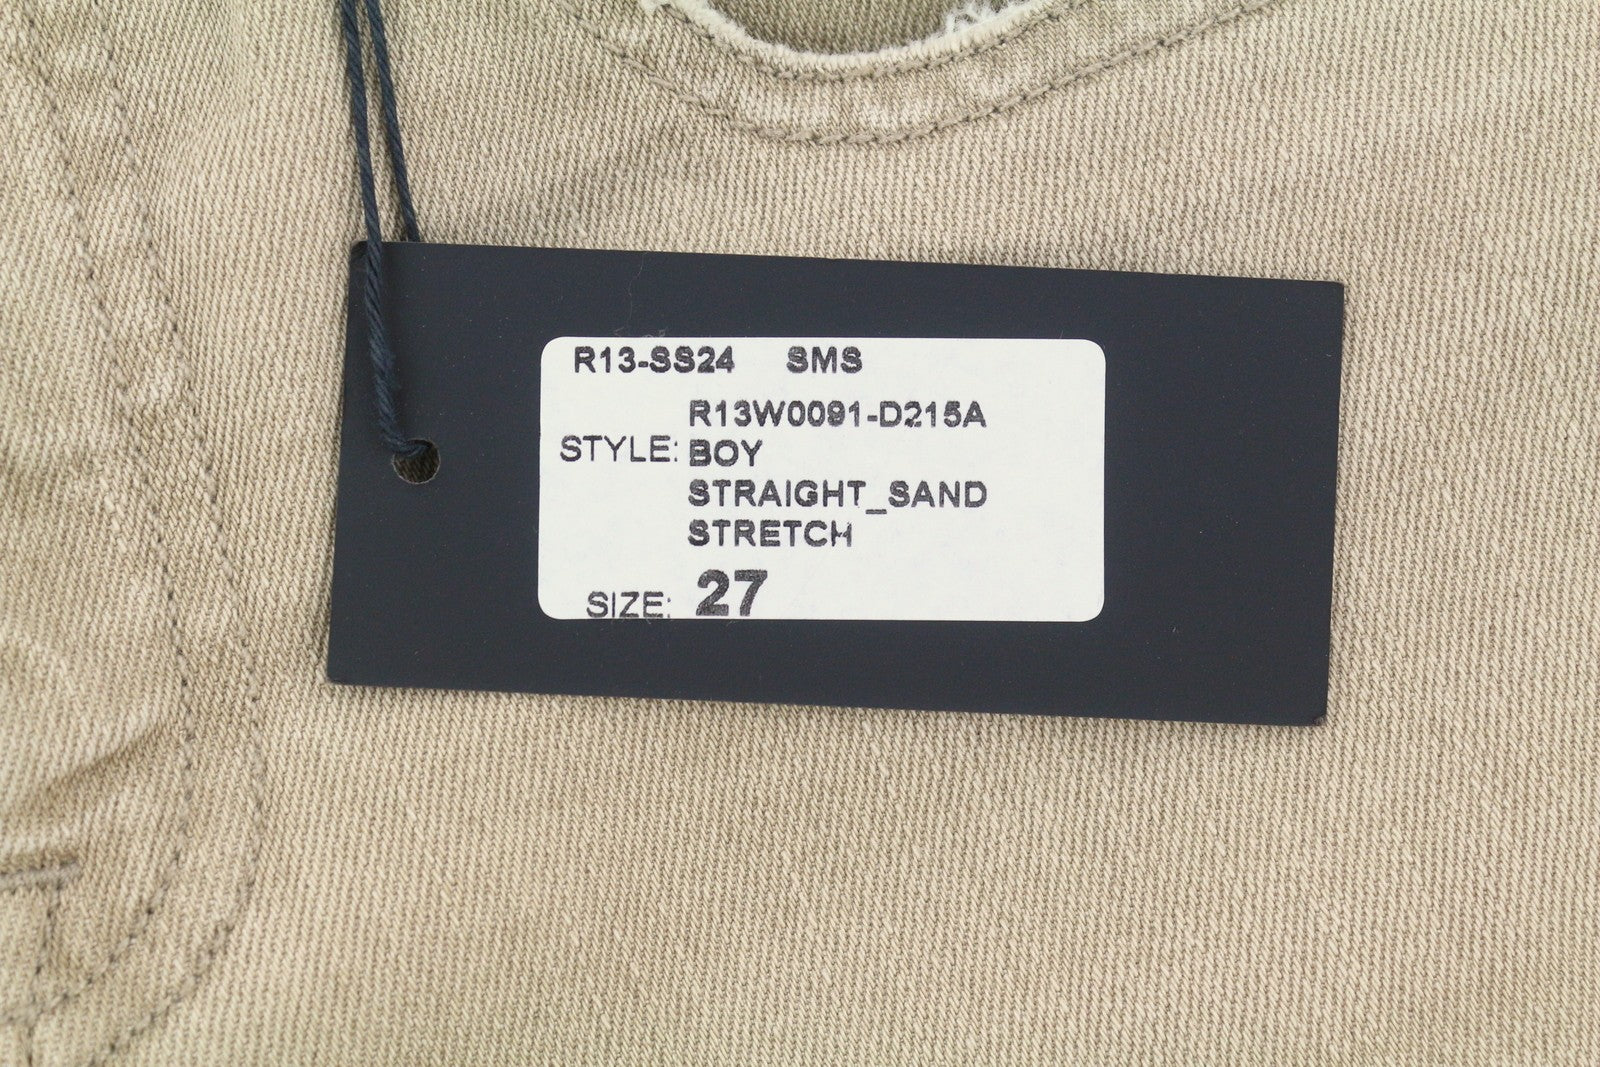 R13-SS24 SMS
R13W0091-D215A
STYLE: BOY
STRAIGHT_SAND
STRETCH
SIZE: 27